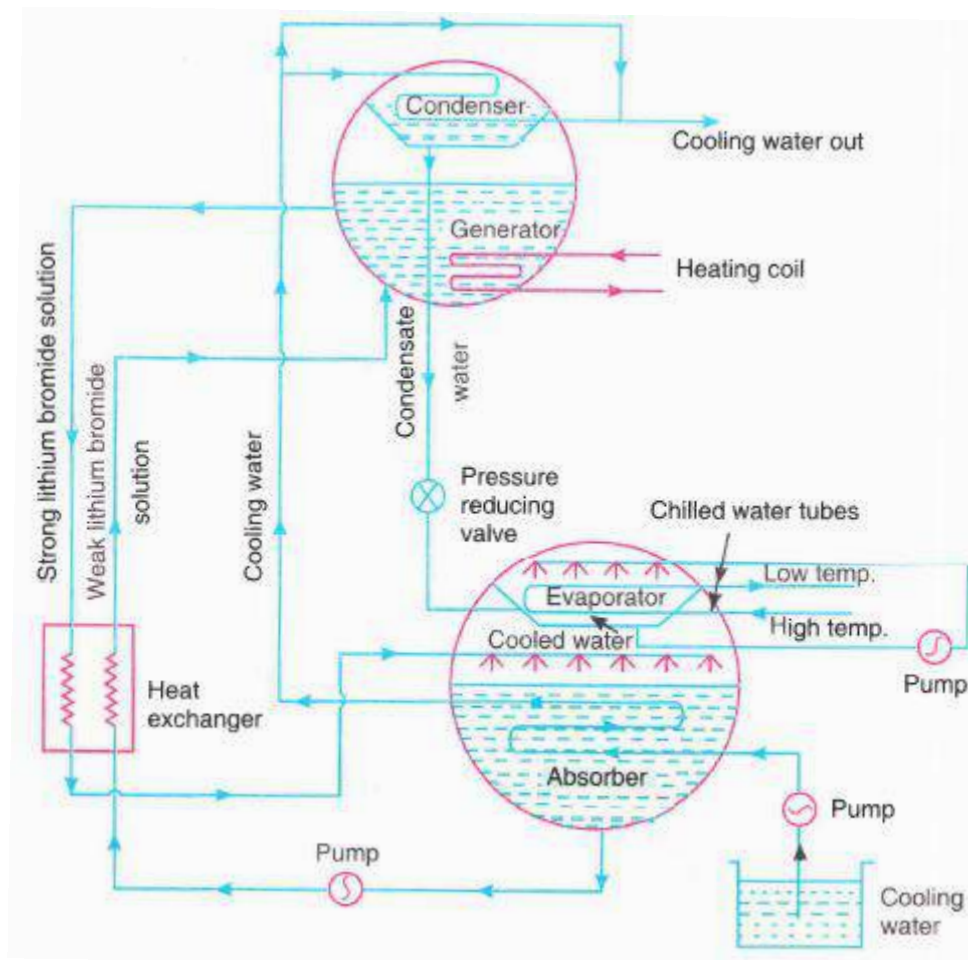 Condenser
Cooling water out
Generator
Heating coil
Strong lithium bromide solution
Weak lithium bromide
solution
Cooling water
Condensate
water
Pressure
reducing
valve
Chilled water tubes
Low temp.
Evaporator
High temp.
Cooled water
Pump
Heat
exchanger
Absorber
Pump
Pump
Cooling
water